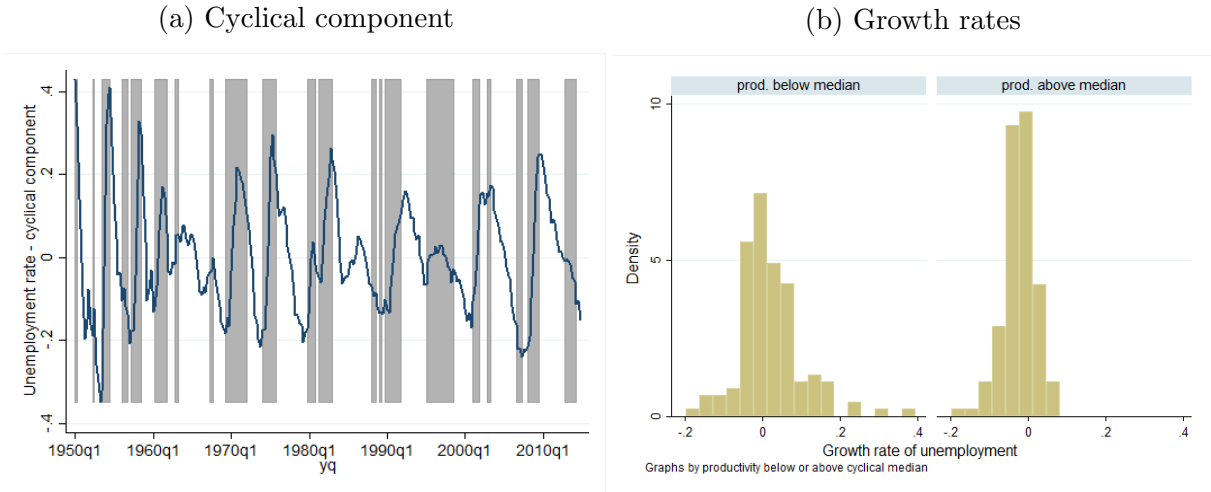 (a) Cyclical component
Unemployment rate - cyclical component
.4
.2
0
-.2
-.4
1950q1 1960q1 1970q1 1980q1 1990q1 2000q1 2010q1
yq
(b) Growth rates
prod. below median prod. above median
Density
10
5
0
-.2 0 .2 .4 -.2 0 .2 .4
Growth rate of unemployment
Graphs by productivity below or above cyclical median